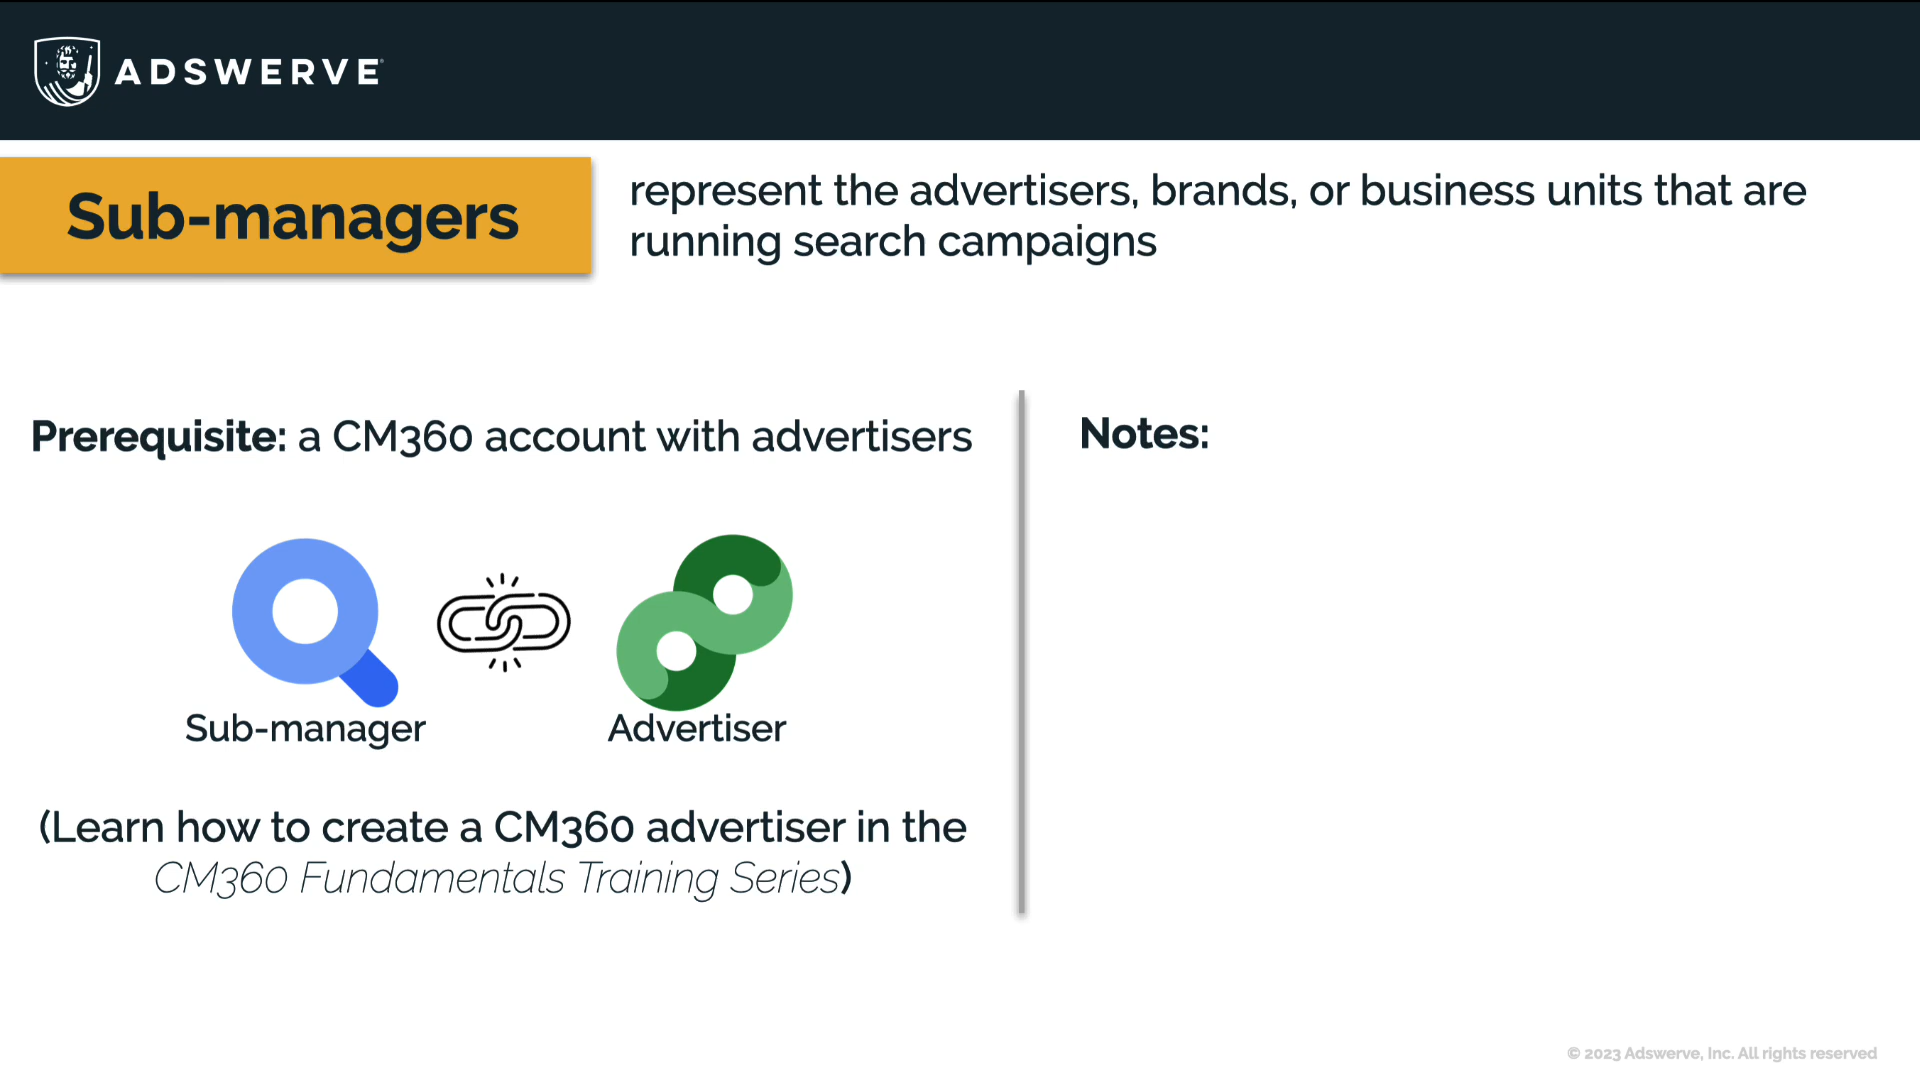 ADSWERVE
Sub-managers
represent the advertisers, brands, or business units that are
running search campaigns
Prerequisite: a CM360 account with advertisers
Sub-manager
Advertiser
(Learn how to create a CM360 advertiser in the
CM360 Fundamentals Training Series)
Notes:
© 2023 Adswerve, Inc. All rights reserved